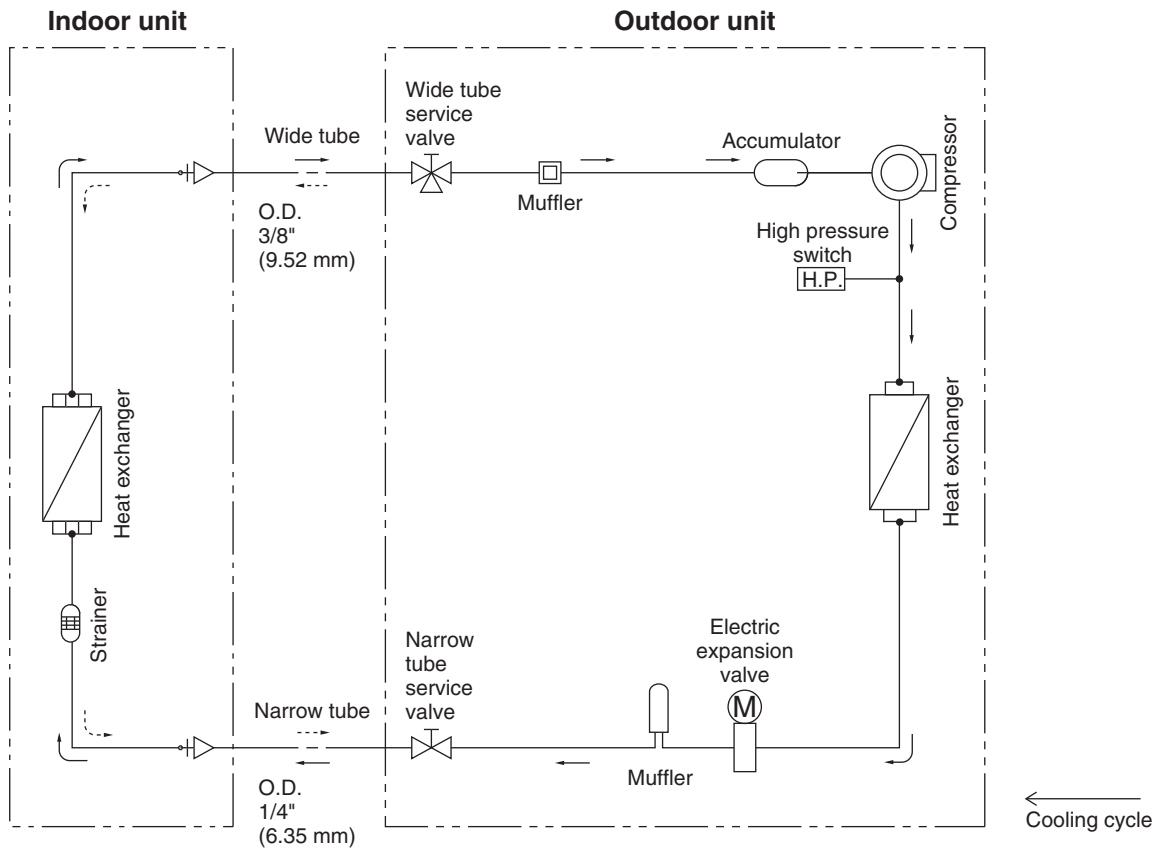 Indoor unit
Outdoor unit
Wide tube
service
valve
Wide tube
Accumulator
Compressor
Muffler
O.D.
3/8"
(9.52 mm)
High pressure
switch
H.P.
Heat exchanger
Heat exchanger
Strainer
Narrow
tube
service
valve
Electric
expansion
valve
M
Narrow tube
Muffler
O.D.
1/4"
(6.35 mm)
Cooling cycle